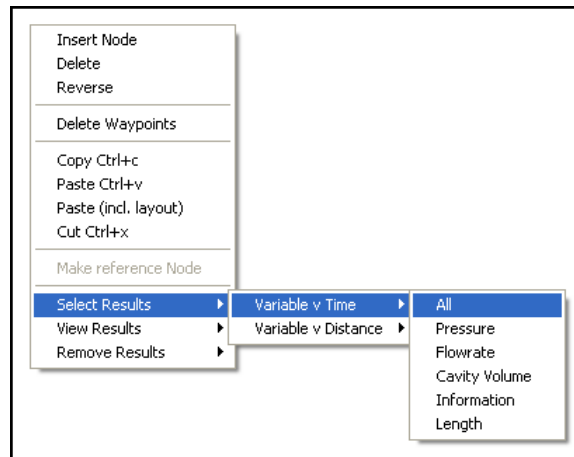 Insert Node
Delete
Reverse
Delete Waypoints
Copy Ctrl+c
Paste Ctrl+v
Paste (incl. layout)
Cut Ctrl+x
Make reference Node
Select Results
View Results
Remove Results
Variable v Time
Variable v Distance
All
Pressure
Flowrate
Cavity Volume
Information
Length